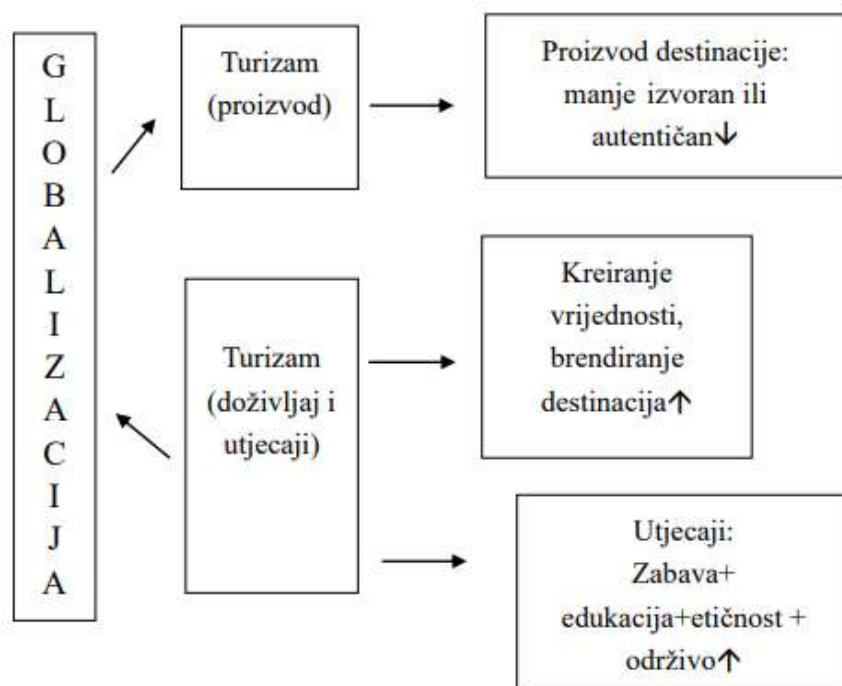 GLOBALIZACIJA
Turizam
(proizvod)
Proizvod destinacije:
manje izvoran ili
autentičan↓
Turizam
(doživljaj i
utjecaji)
Kreiranje
vrijednosti,
brendiranje
destinacija↑
Utjecaji:
Zabava+
edukacija+etičnost +
održivo↑